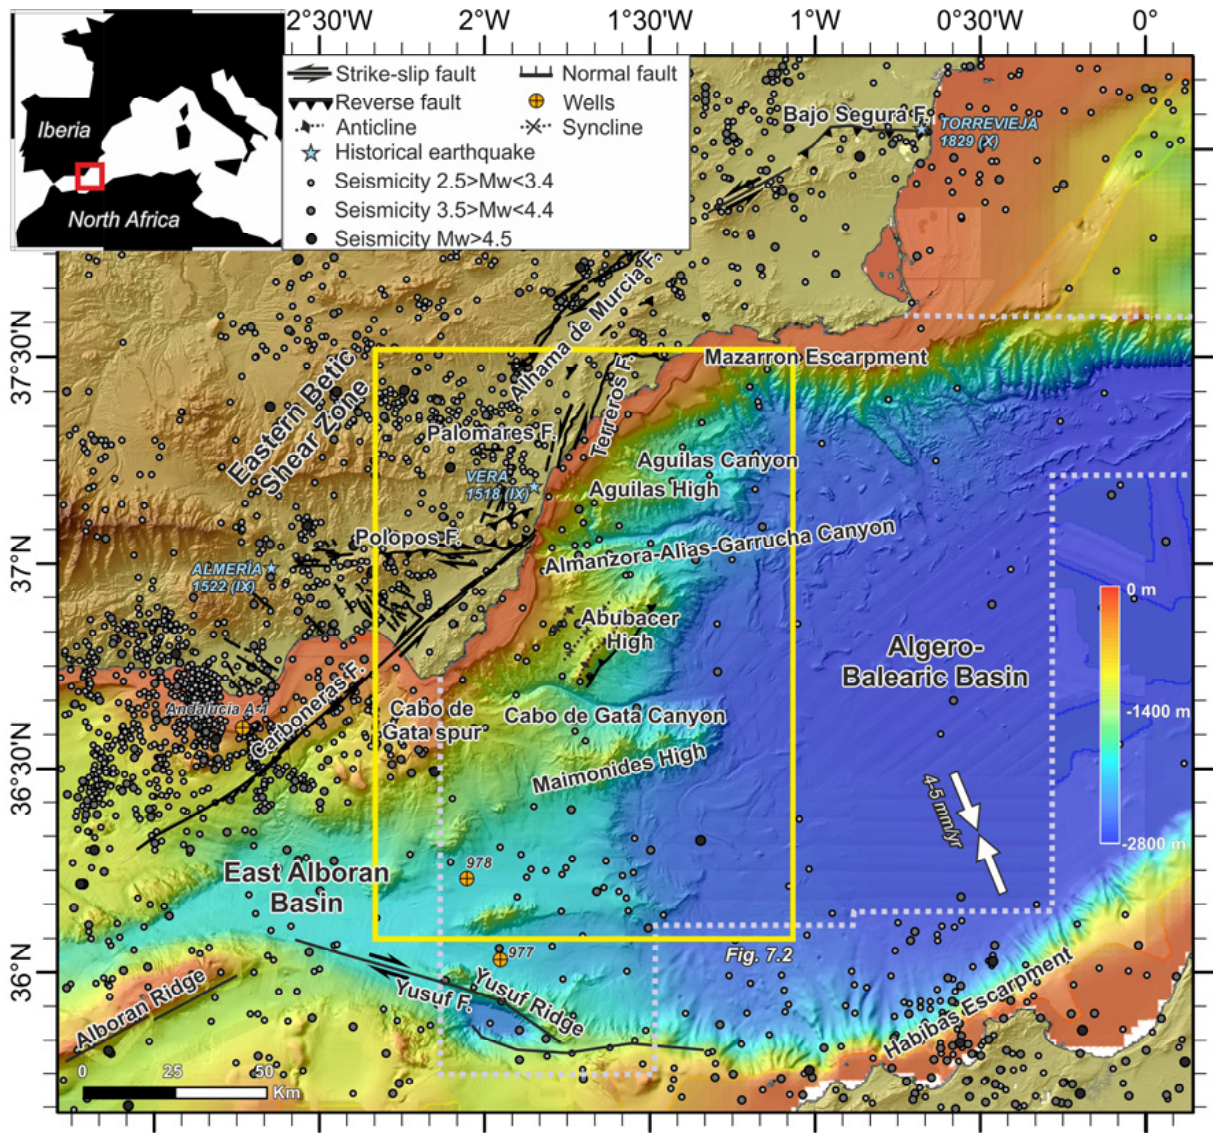 2°30'W
2°W
1°30'W
1°W
0°30'W
0°
Iberia
North Africa
Strike-slip fault
Normal fault
Reverse fault
Wells
Anticline
Syncline
Historical earthquake
Seismicity 2.5>Mw<3.4
Seismicity 3.5>Mw<4.4
Seismicity Mw>4.5
Bajo Segura F.
TORREVIEJA
1829 (X)
Alhama de Murcia F.
37°30'N
Mazarron Escarpment
Eastern Betic
Shear Zone
Terreros F.
Palomares F.
Aguilas Canyon
VERA
1518 (IX)
Aguilas High
Polopos F.
Almanzora-Alias-Garrucha Canyon
37°N
ALMERÍA
1522 (IX)
0 m
Abubacer
High
Algero-
Balearic Basin
Andalucia A-1
Carboneras F.
Cabo de
Gata spur
Cabo de Gata Canyon
-1400 m
36°30'N
Maimonides High
4-5 mm/yr
-2800 m
978
East Alboran
Basin
977
Fig. 7.2
36°N
Alboran Ridge
Yusuf F.
Yusuf Ridge
Habibas Escarpment
0
25
50
Km